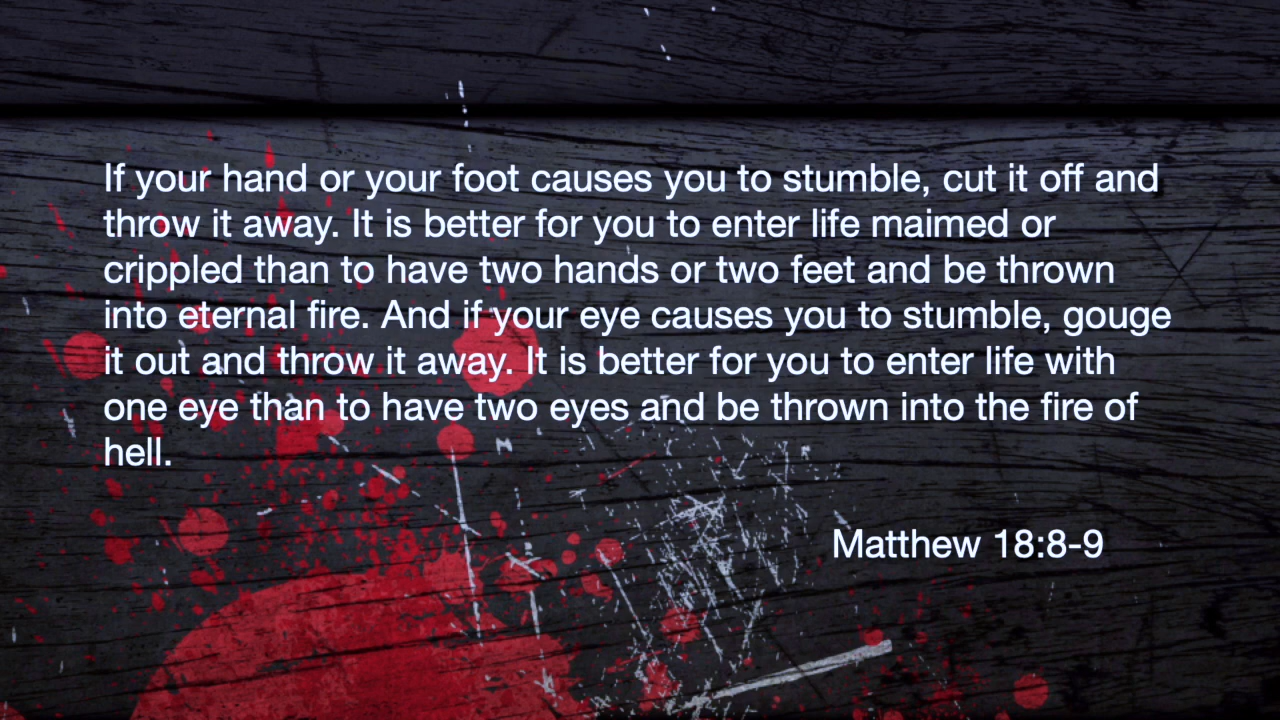 If your hand or your foot causes you to stumble, cut it off and
throw it away. It is better for you to enter life maimed or
crippled than to have two hands or two feet and be thrown
into eternal fire. And if your eye causes you to stumble, gouge
it out and throw it away. It is better for you to enter life with
one eye than to have two eyes and be thrown into the fire of
hell.
Matthew 18:8-9